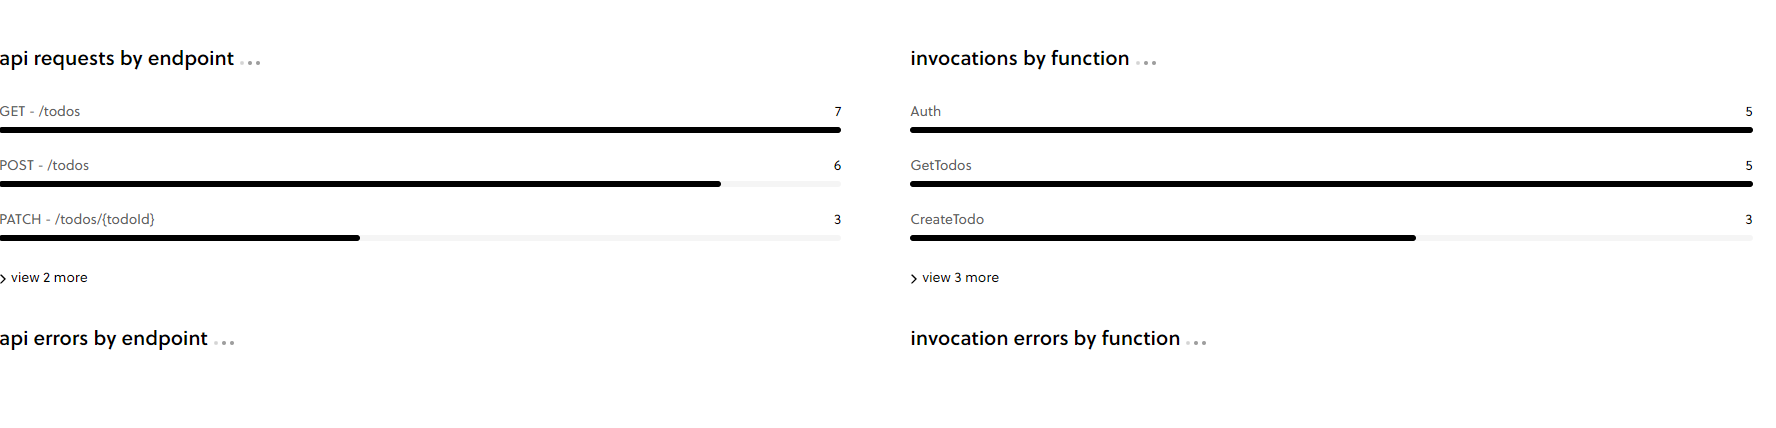 api requests by endpoint ...
GET - /todos 7
POST - /todos 6
PATCH - /todos/{todoId} 3
> view 2 more
api errors by endpoint ...
invocations by function ...
Auth 5
GetTodos 5
CreateTodo 3
> view 3 more
invocation errors by function ...